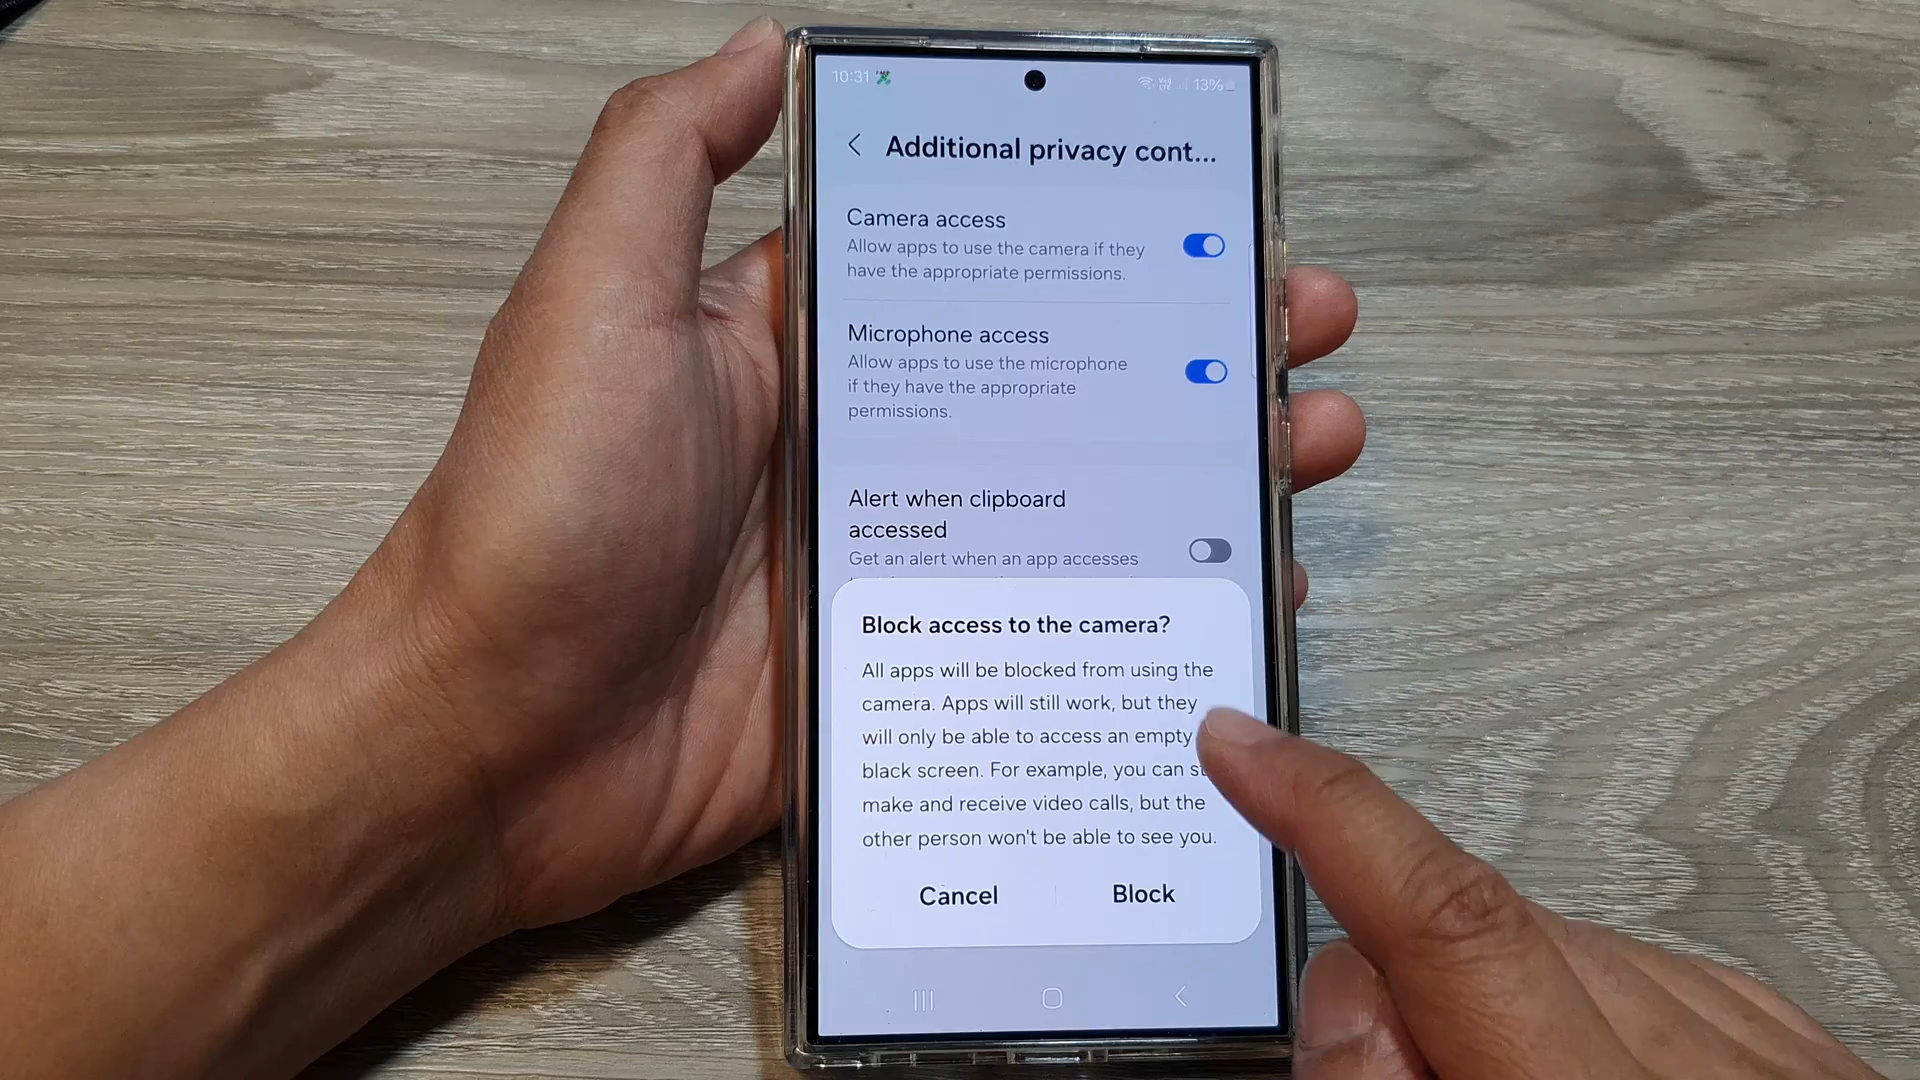 10:31 13%
Additional privacy cont...
Camera access
Allow apps to use the camera if they
have the appropriate permissions.
Microphone access
Allow apps to use the microphone
if they have the appropriate
permissions.
Alert when clipboard
accessed
Get an alert when an app accesses
Block access to the camera?
All apps will be blocked from using the
camera. Apps will still work, but they
will only be able to access an empty
black screen. For example, you can
make and receive video calls, but the
other person won't be able to see you.
Cancel Block